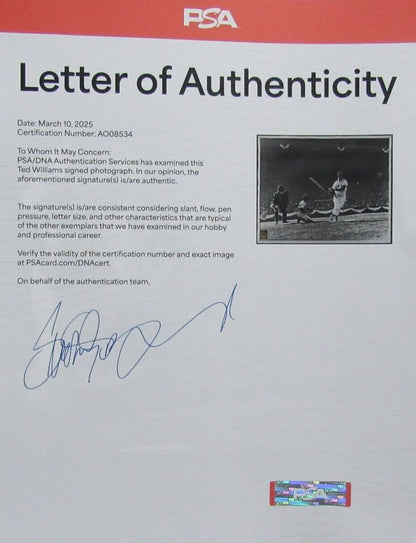 PSA
Letter of Authenticity
Date: March 10, 2025
Certification Number: AO08534
To Whom It May Concern:
PSA/DNA Authentication Services has examined this
Ted Williams signed photograph. In our opinion, the
aforementioned signature(s) is/are authentic.
The signature(s) is/are consistent considering slant, flow, pen
pressure, letter size, and other characteristics that are typical
of the other exemplars that we have examined in our hobby
and professional career.
Verify the validity of the certification number and exact image
at PSAcard.com/DNAcert.
On behalf of the authentication team,